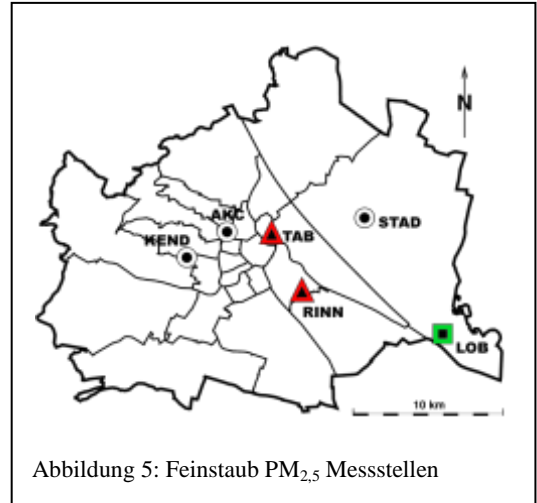 N
AKC
KEND
TAB
STAD
RINN
LOB
10 km
Abbildung 5: Feinstaub PM2,5 Messstellen